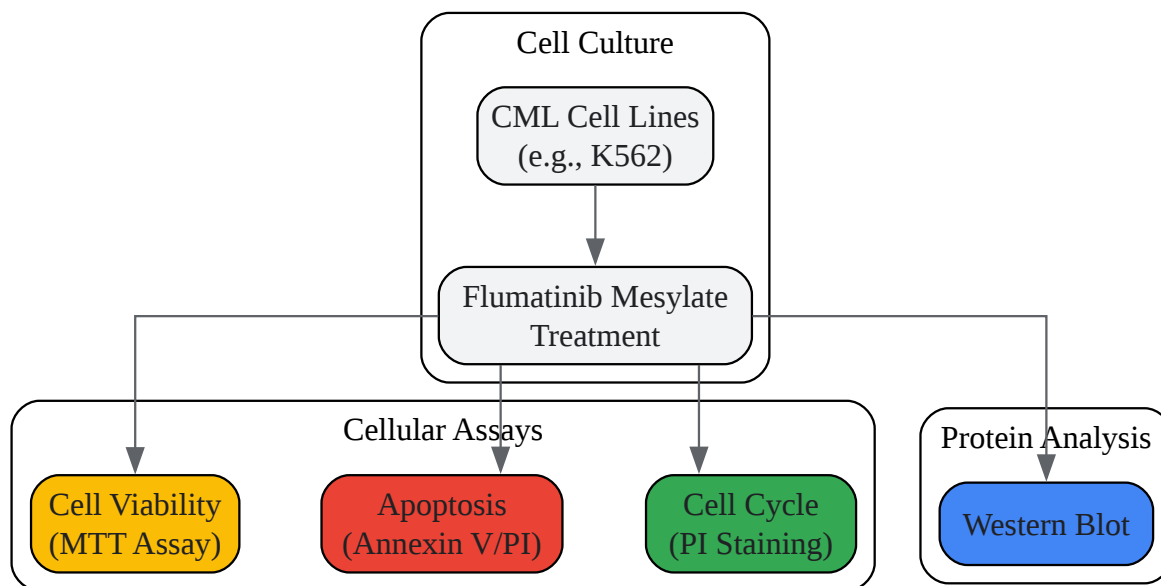 Cell Culture
CML Cell Lines
(e.g., K562)
Flumatinib Mesylate
Treatment
Cellular Assays
Protein Analysis
Cell Viability
(MTT Assay)
Apoptosis
(Annexin V/PI)
Cell Cycle
(PI Staining)
Western Blot